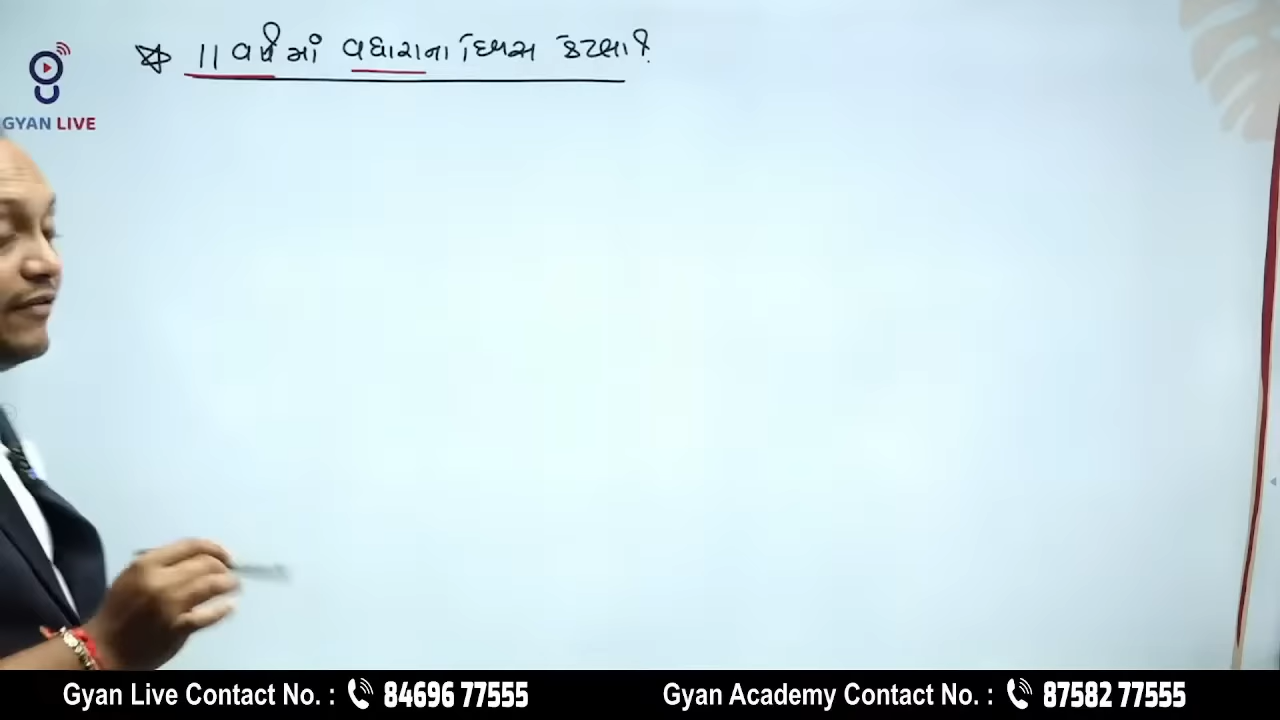 ☆ 11 વર્ષમાં વધારાના દિવસ કેટલા ?
GYAN LIVE
Gyan Live Contact No. : 84696 77555
Gyan Academy Contact No. : 87582 77555